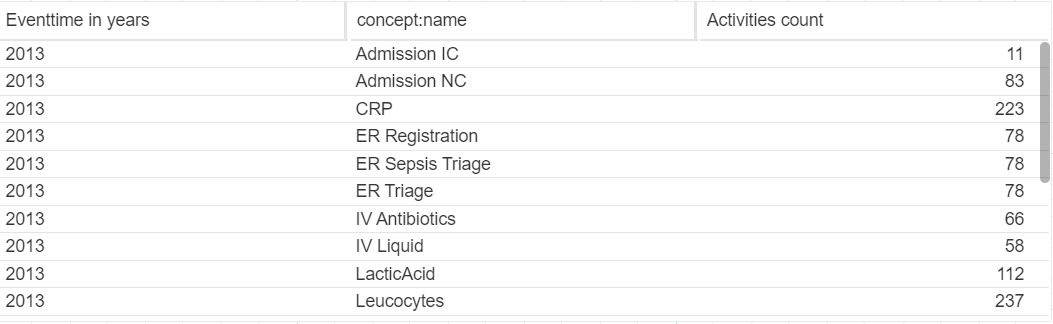 Eventtime in years concept:name Activities count
2013 Admission IC 11
2013 Admission NC 83
2013 CRP 223
2013 ER Registration 78
2013 ER Sepsis Triage 78
2013 ER Triage 78
2013 IV Antibiotics 66
2013 IV Liquid 58
2013 LacticAcid 112
2013 Leucocytes 237